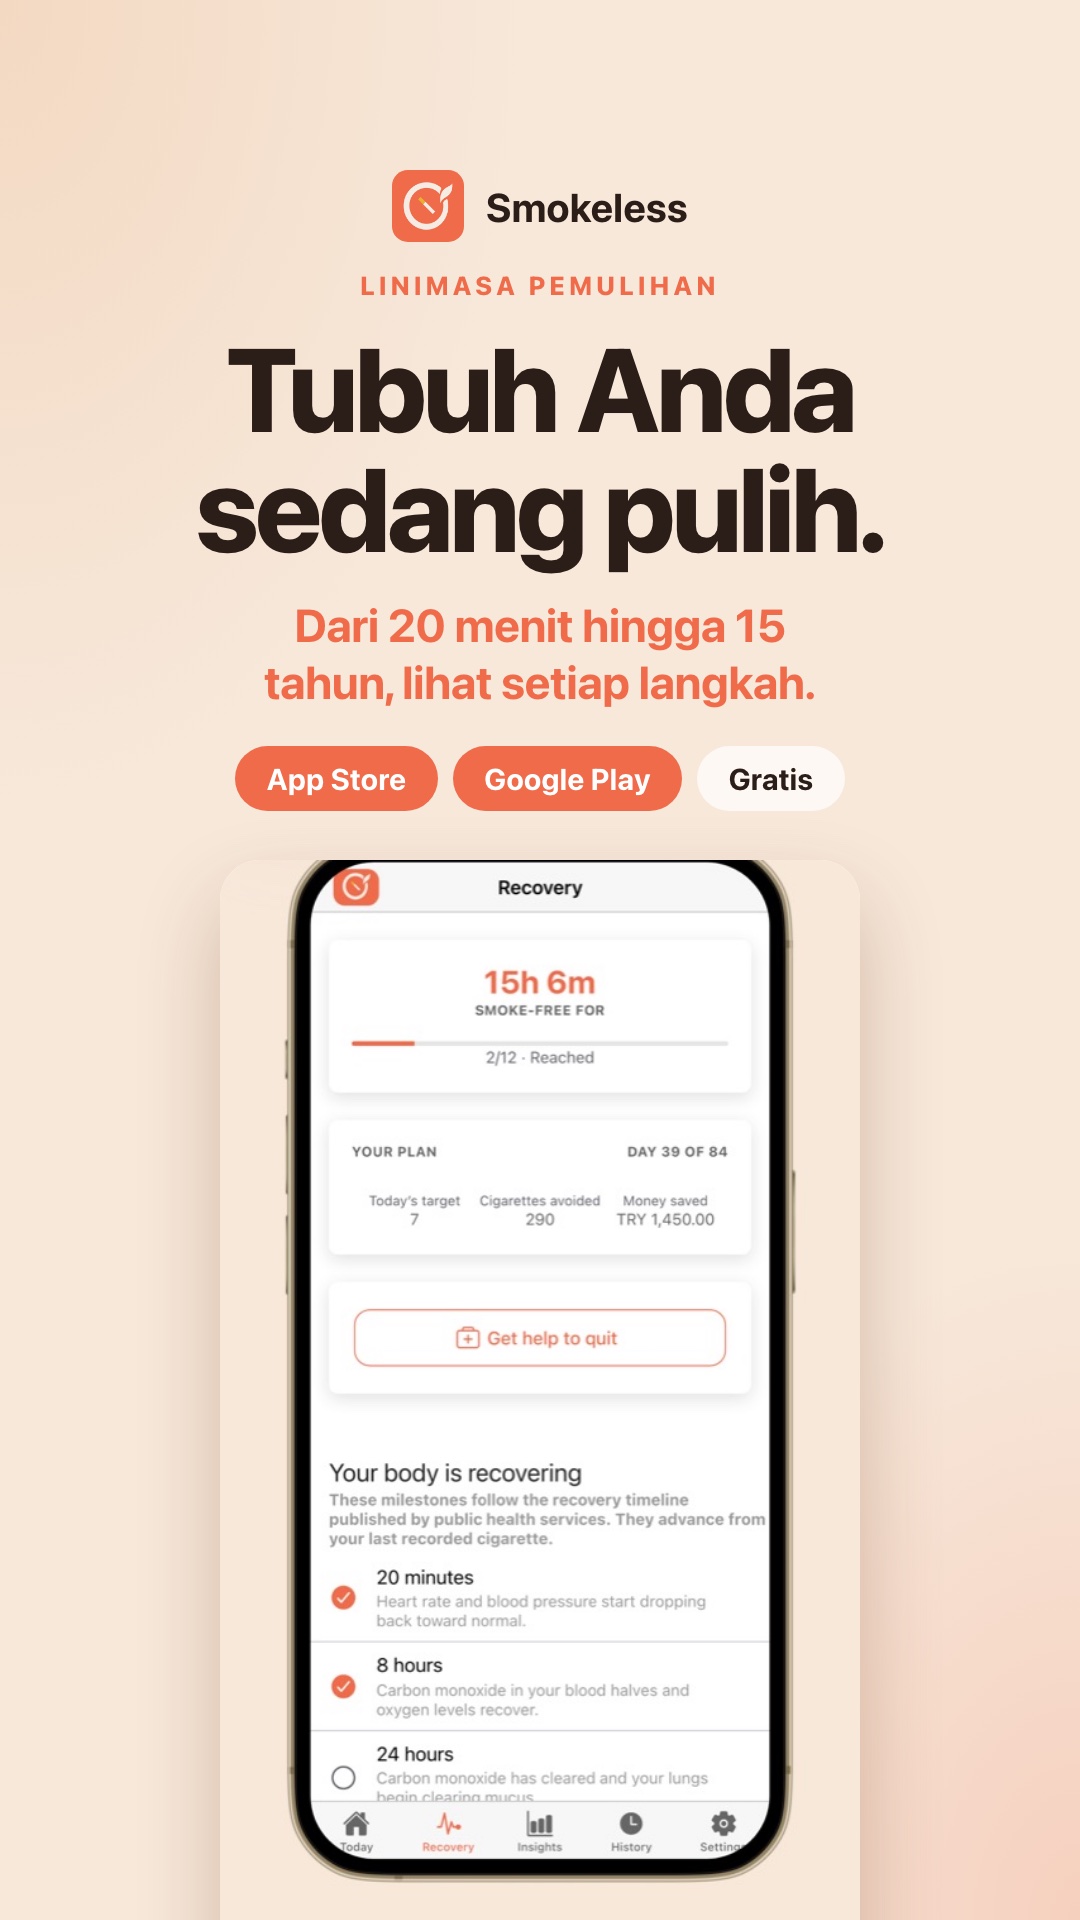 Smokeless
LINIMASA PEMULIHAN
Tubuh Anda
sedang pulih.
Dari 20 menit hingga 15
tahun, lihat setiap langkah.
App Store
Google Play
Gratis
Recovery
15h 6m
SMOKE-FREE FOR
2/12 · Reached
YOUR PLAN
DAY 39 OF 84
Today's target
Cigarettes avoided
Money saved
7
290
TRY 1,450.00
Get help to quit
Your body is recovering
These milestones follow the recovery timeline
published by public health services. They advance from
your last recorded cigarette.
20 minutes
Heart rate and blood pressure start dropping
back toward normal.
8 hours
Carbon monoxide in your blood halves and
oxygen levels recover.
24 hours
Carbon monoxide has cleared and your lungs
begin clearing mucus
Today
Recovery
Insights
History
Settings